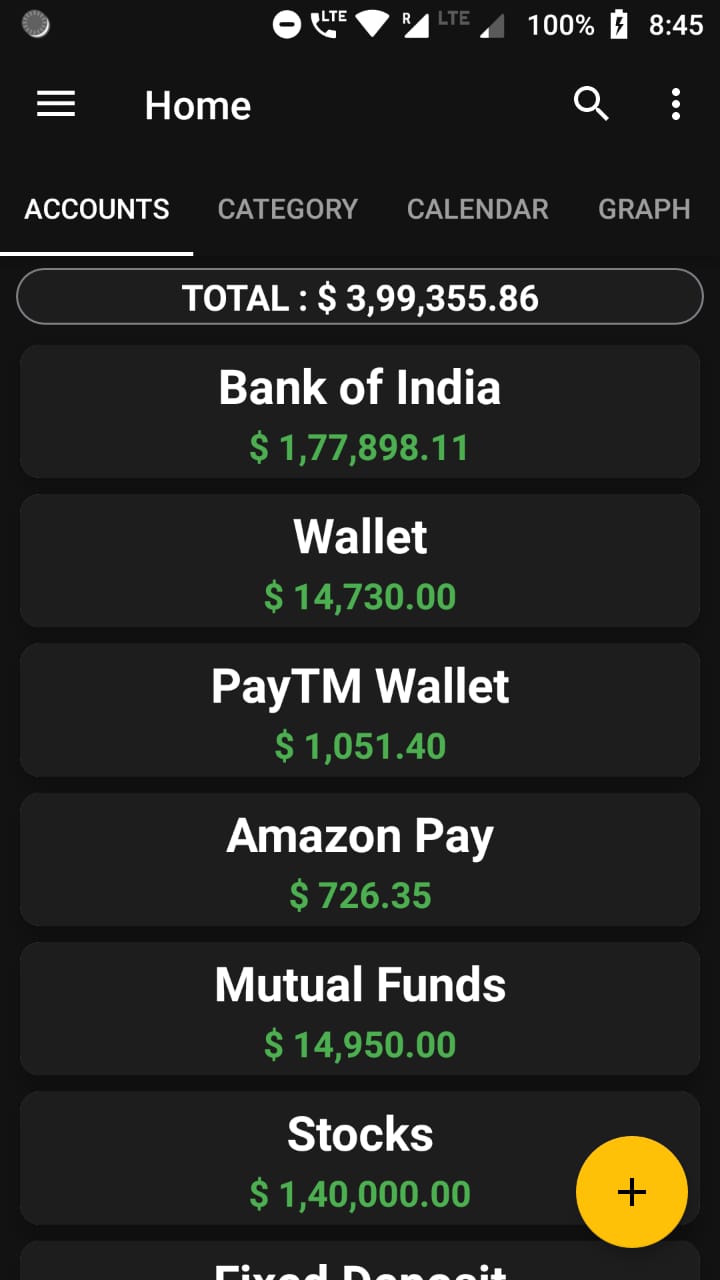 LTE R LTE 100% 8:45
Home
ACCOUNTS CATEGORY CALENDAR GRAPH
TOTAL : $ 3,99,355.86
Bank of India
$ 1,77,898.11
Wallet
$ 14,730.00
PayTM Wallet
$ 1,051.40
Amazon Pay
$ 726.35
Mutual Funds
$ 14,950.00
Stocks
$ 1,40,000.00
+
Fixed Deposit